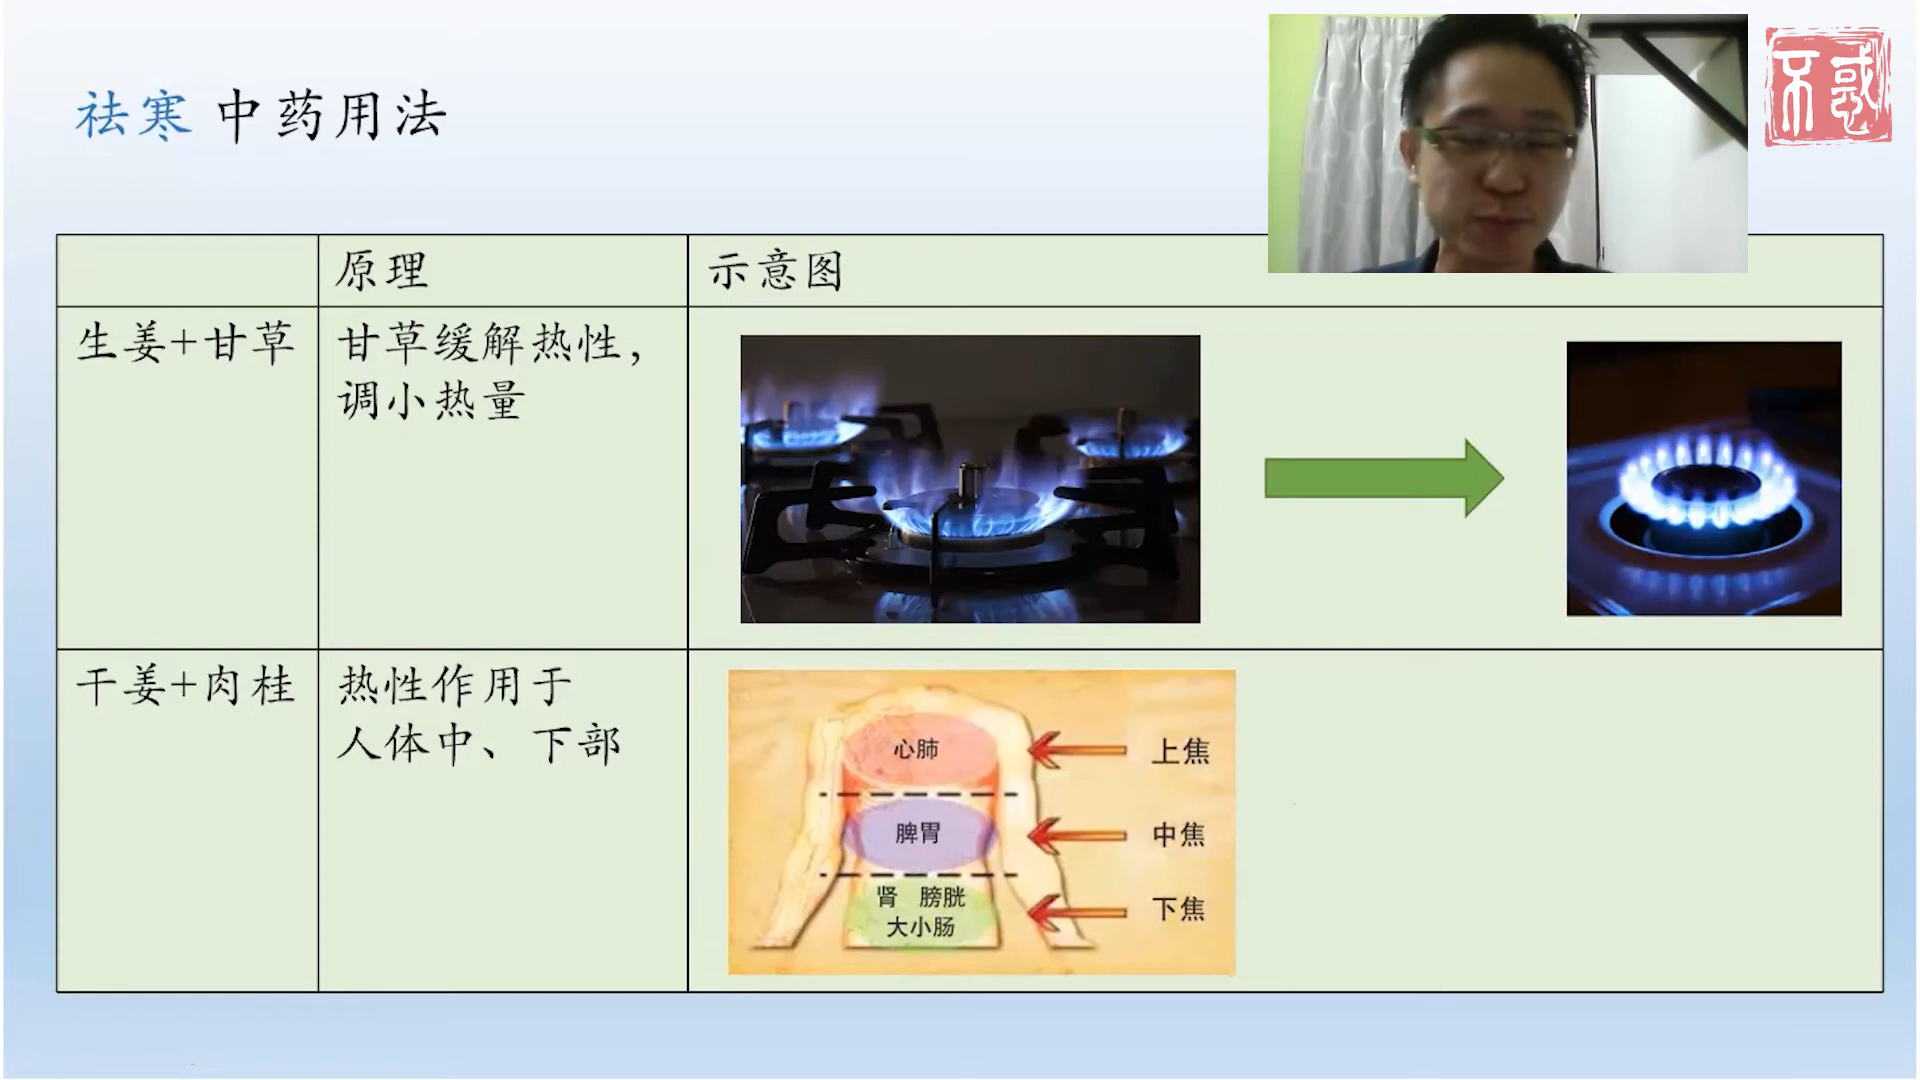 不惑
祛寒 中药用法
原理
示意图
生姜+甘草
甘草缓解热性，
调小热量
干姜+肉桂
热性作用于
人体中、下部
心肺
上焦
脾胃
中焦
肾 膀胱
大小肠
下焦